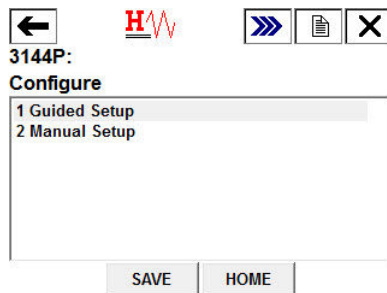 H
3144P:
Configure
1 Guided Setup
2 Manual Setup
SAVE HOME